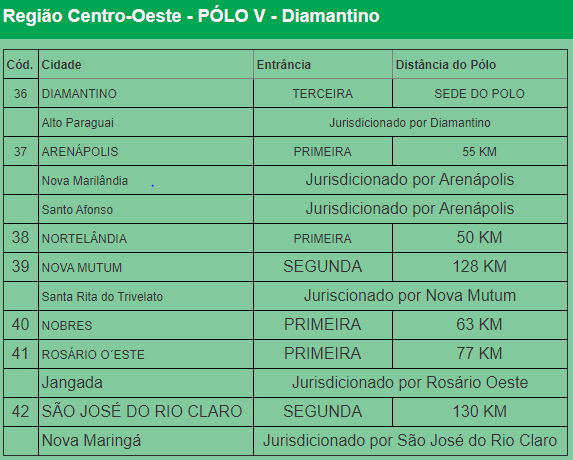 Região Centro-Oeste - PÓLO V - Diamantino
Cód. Cidade Entrância Distância do Pólo
36 DIAMANTINO TERCEIRA SEDE DO POLO
Alto Paraguai Jurisdicionado por Diamantino
37 ARENÁPOLIS PRIMEIRA 55 KM
Nova Marilândia . Jurisdicionado por Arenápolis
Santo Afonso Jurisdicionado por Arenápolis
38 NORTELÂNDIA PRIMEIRA 50 KM
39 NOVA MUTUM SEGUNDA 128 KM
Santa Rita do Trivelato Juriscionado por Nova Mutum
40 NOBRES PRIMEIRA 63 KM
41 ROSÁRIO O´ESTE PRIMEIRA 77 KM
Jangada Jurisdicionado por Rosário Oeste
42 SÃO JOSÉ DO RIO CLARO SEGUNDA 130 KM
Nova Maringá Jurisdicionado por São José do Rio Claro